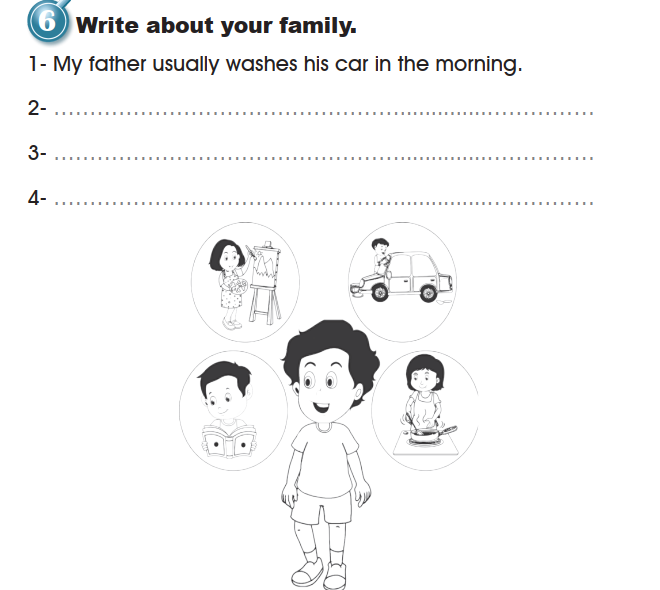 6 Write about your family.
1- My father usually washes his car in the morning.
2- ........................................................................................
3- ........................................................................................
4- ........................................................................................